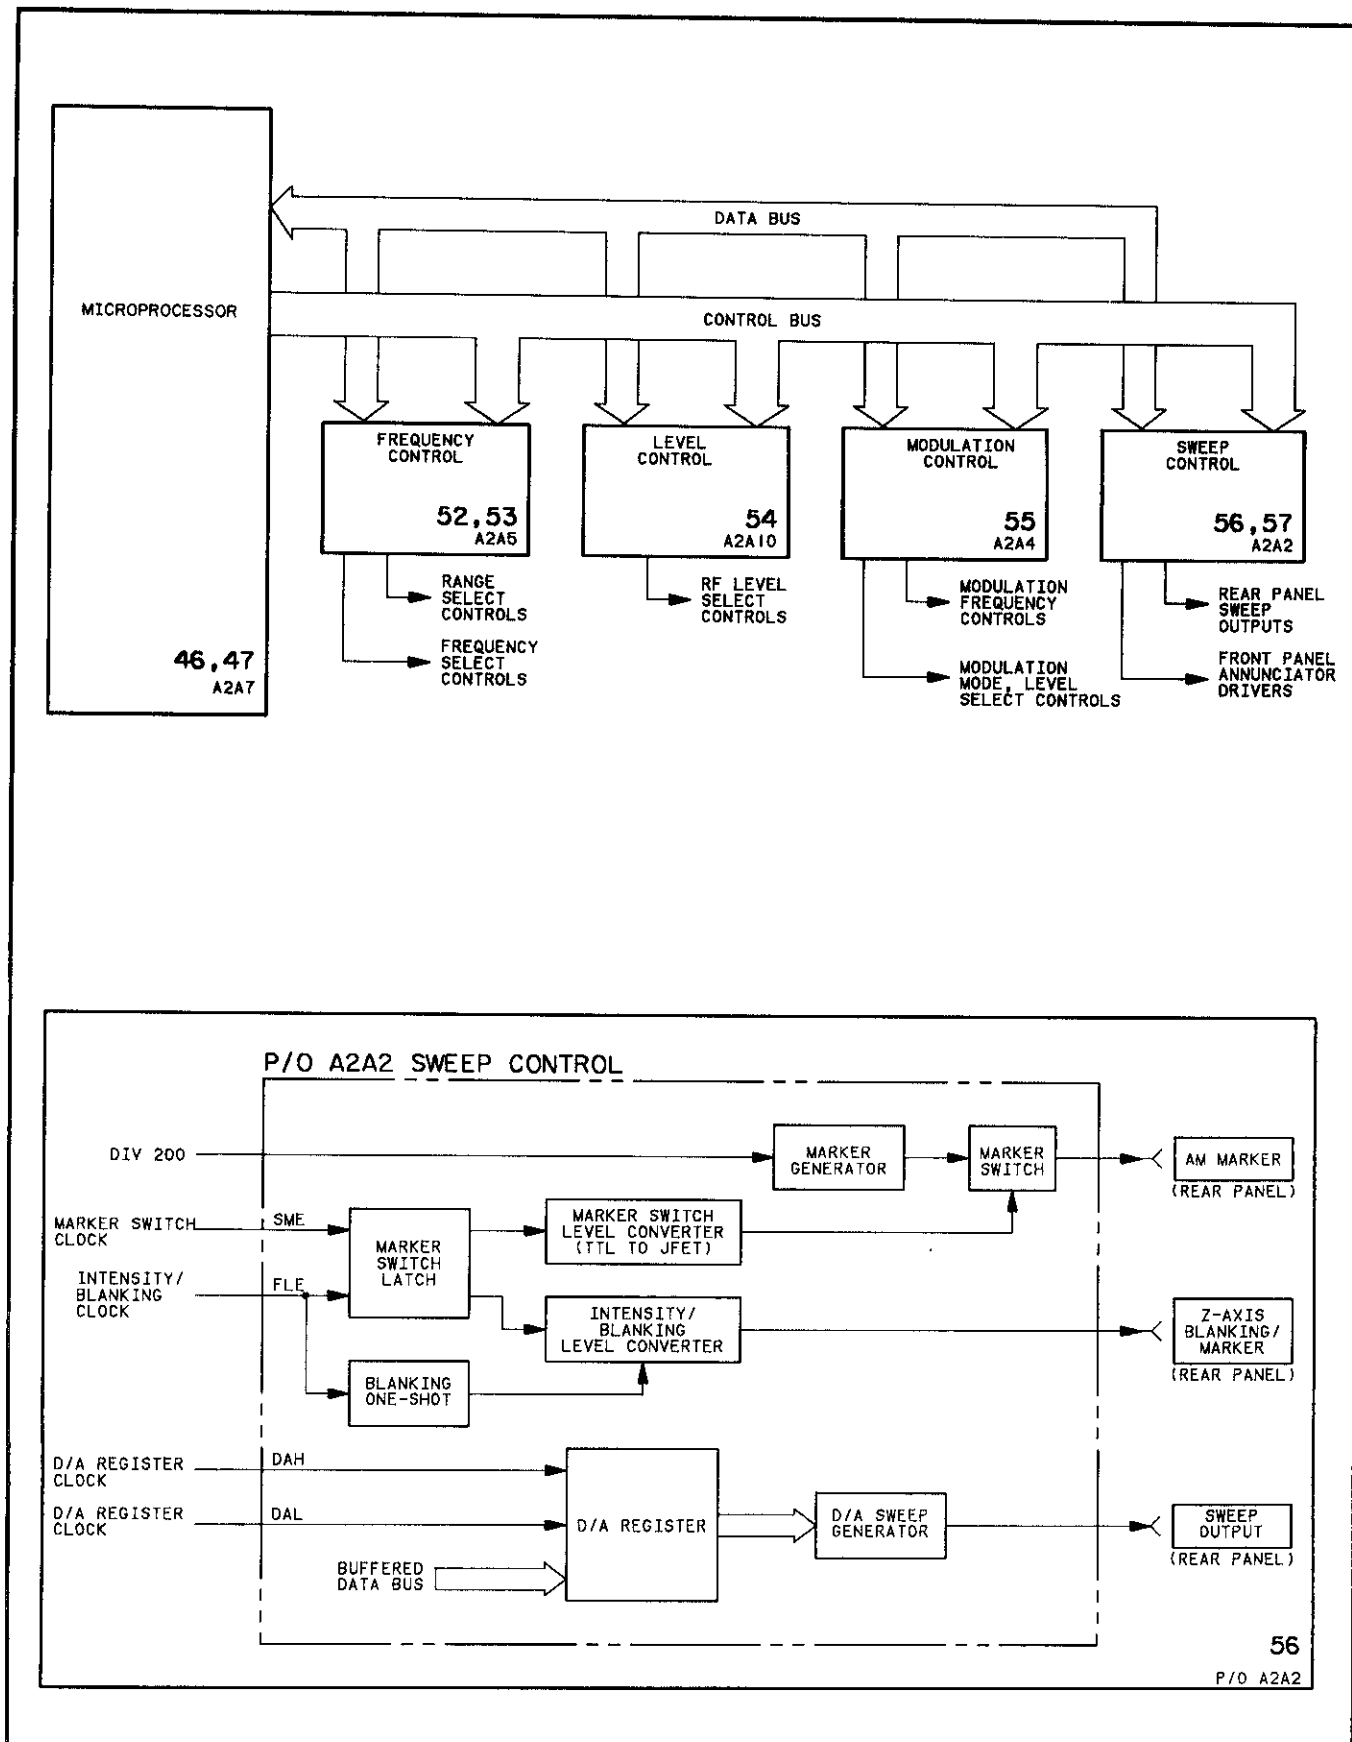 DATA BUS
MICROPROCESSOR
CONTROL BUS
46,47
A2A7
FREQUENCY
CONTROL
52,53
A2A5
LEVEL
CONTROL
54
A2A10
MODULATION
CONTROL
55
A2A4
SWEEP
CONTROL
56,57
A2A2
RANGE
SELECT
CONTROLS
FREQUENCY
SELECT
CONTROLS
RF LEVEL
SELECT
CONTROLS
MODULATION
FREQUENCY
CONTROLS
MODULATION
MODE, LEVEL
SELECT CONTROLS
REAR PANEL
SWEEP
OUTPUTS
FRONT PANEL
ANNUNCIATOR
DRIVERS
P/O A2A2 SWEEP CONTROL
DIV 200
MARKER
GENERATOR
MARKER
SWITCH
AM MARKER
(REAR PANEL)
MARKER SWITCH
CLOCK
SME
MARKER
SWITCH
LATCH
MARKER SWITCH
LEVEL CONVERTER
(TTL TO JFET)
INTENSITY/
BLANKING
CLOCK
FLE
INTENSITY/
BLANKING
LEVEL CONVERTER
Z-AXIS
BLANKING/
MARKER
(REAR PANEL)
BLANKING
ONE-SHOT
D/A REGISTER
CLOCK
DAH
D/A REGISTER
CLOCK
DAL
D/A REGISTER
D/A SWEEP
GENERATOR
SWEEP
OUTPUT
(REAR PANEL)
BUFFERED
DATA BUS
56
P/O A2A2